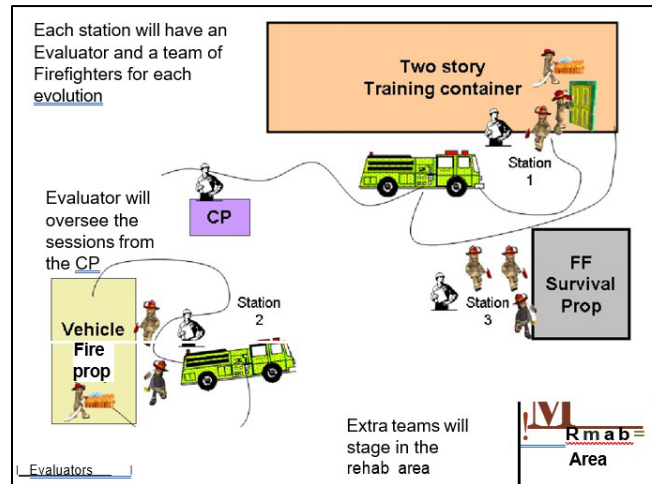 Each station will have an
Evaluator and a team of
Firefighters for each
evolution
Two story
Training container
Station
1
CP
Evaluator will
oversee the
sessions from
the CP
Station
2
Vehicle
Fire
prop
Station
3
FF
Survival
Prop
Extra teams will
stage in the
rehab area
!M
Rmab=
Area
Evaluators